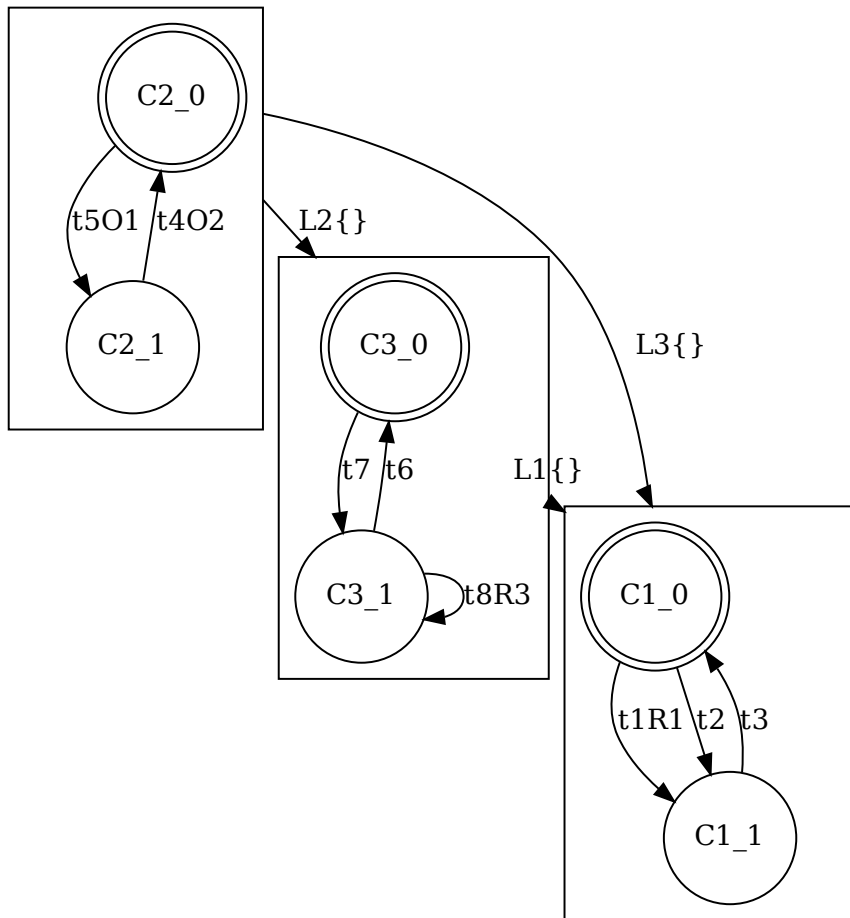 C2_0
t5O1
t4O2
L2{}
C2_1
C3_0
L3{}
t7
t6
L1{}
C3_1
t8R3
C1_0
t1R1
t2
t3
C1_1